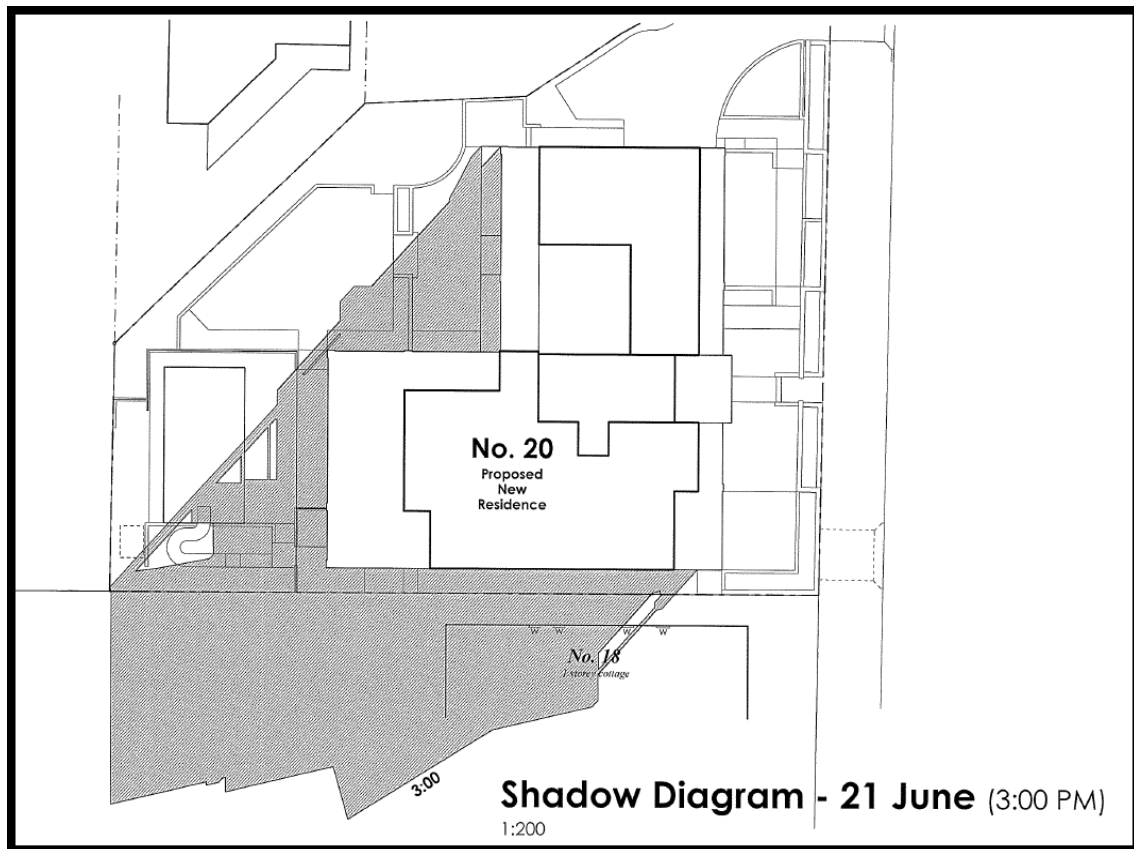 No. 20
Proposed
New
Residence
W W W W
No. 18
1 storey cottage
3:00
Shadow Diagram - 21 June (3:00 PM)
1:200